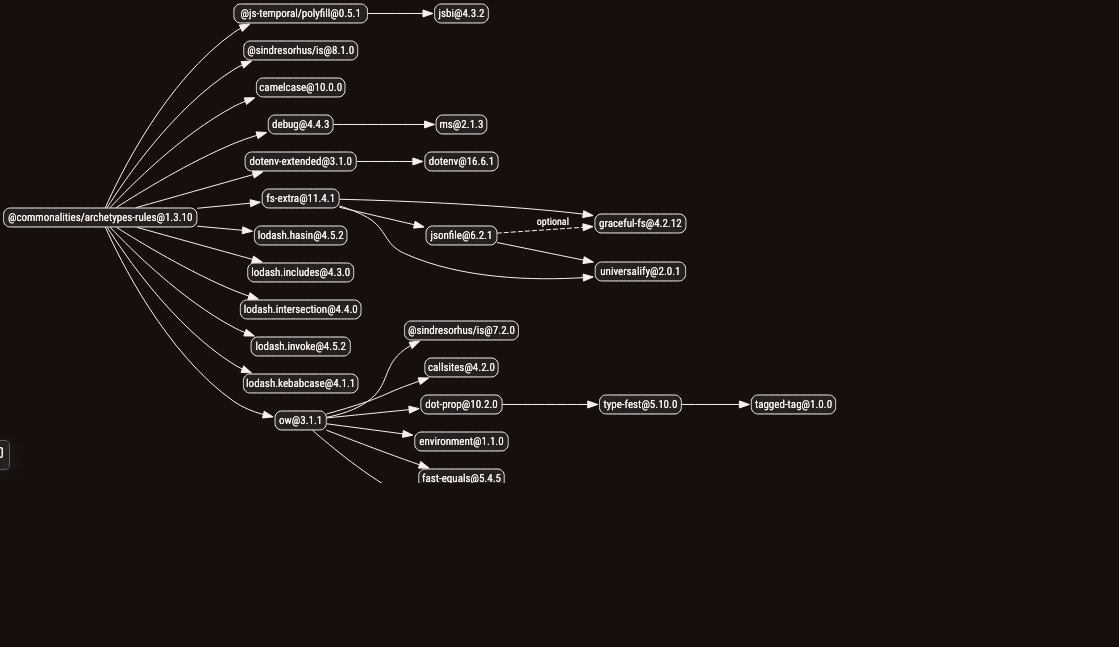 @js-temporal/polyfill@0.5.1
jsbi@4.3.2
@sindresorhus/is@8.1.0
camelcase@10.0.0
debug@4.4.3
ms@2.1.3
dotenv-extended@3.1.0
dotenv@16.6.1
fs-extra@11.4.1
@commonalities/archetypes-rules@1.3.10
optional
graceful-fs@4.2.12
lodash.hasin@4.5.2
jsonfile@6.2.1
lodash.includes@4.3.0
universalify@2.0.1
lodash.intersection@4.4.0
@sindresorhus/is@7.2.0
lodash.invoke@4.5.2
callsites@4.2.0
lodash.kebabcase@4.1.1
dot-prop@10.2.0
type-fest@5.10.0
tagged-tag@1.0.0
ow@3.1.1
environment@1.1.0
fast-equals@5.4.5